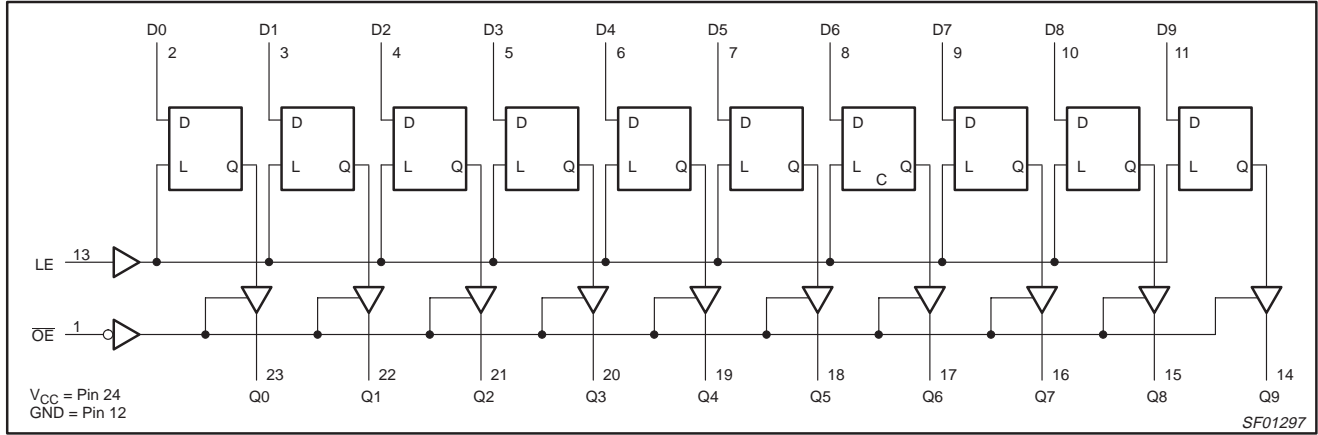 D0 D1 D2 D3 D4 D5 D6 D7 D8 D9
2 3 4 5 6 7 8 9 10 11
D D D D D D D D D D
L Q L Q L Q L Q L Q L Q L Q L Q L Q L Q
C
LE 13
OE 1
23 22 21 20 19 18 17 16 15 14
Q0 Q1 Q2 Q3 Q4 Q5 Q6 Q7 Q8 Q9
VCC = Pin 24
GND = Pin 12
SF01297